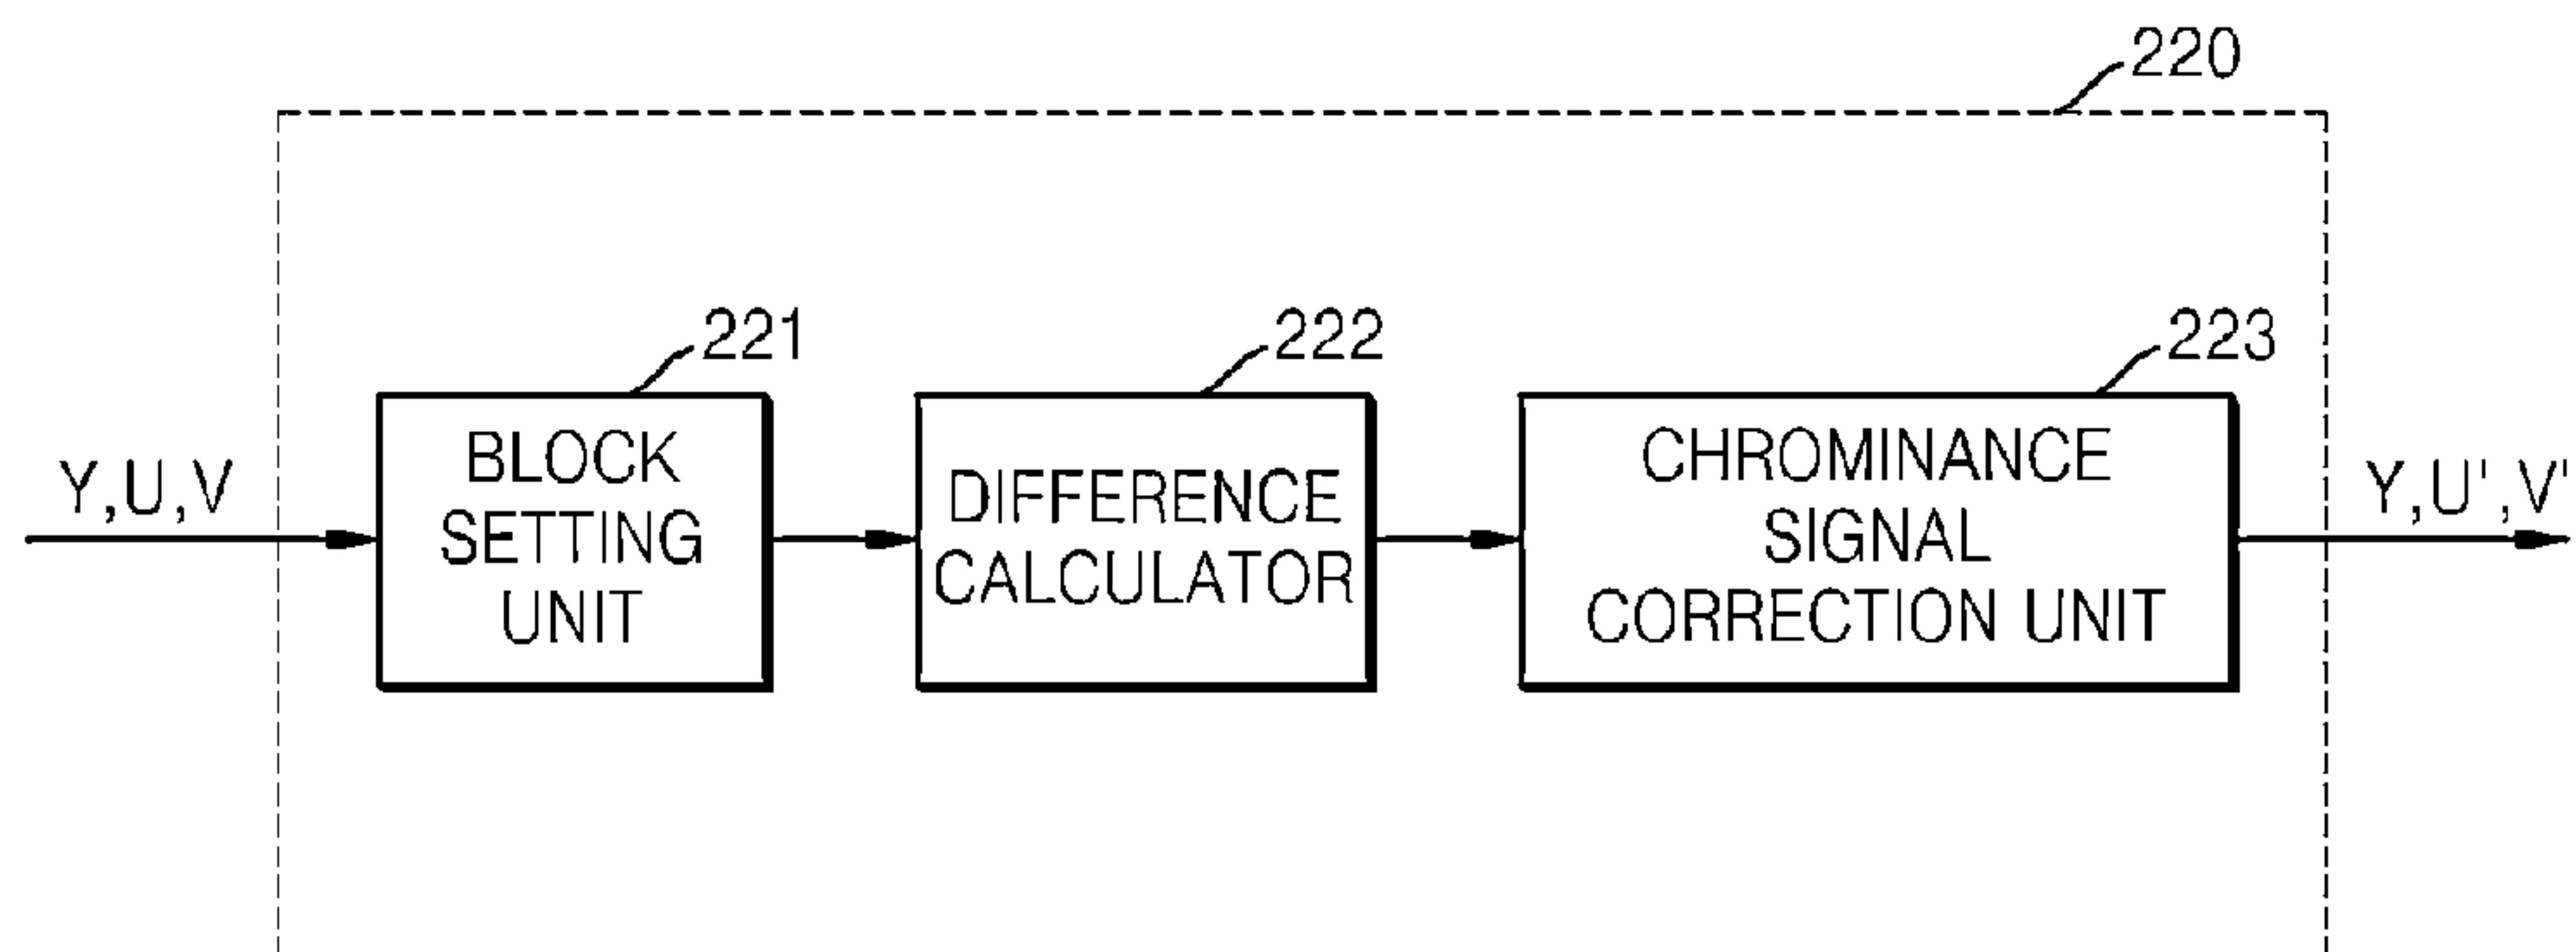 220
221
222
223
Y,U,V
BLOCK
SETTING
UNIT
DIFFERENCE
CALCULATOR
CHROMINANCE
SIGNAL
CORRECTION UNIT
Y,U',V'